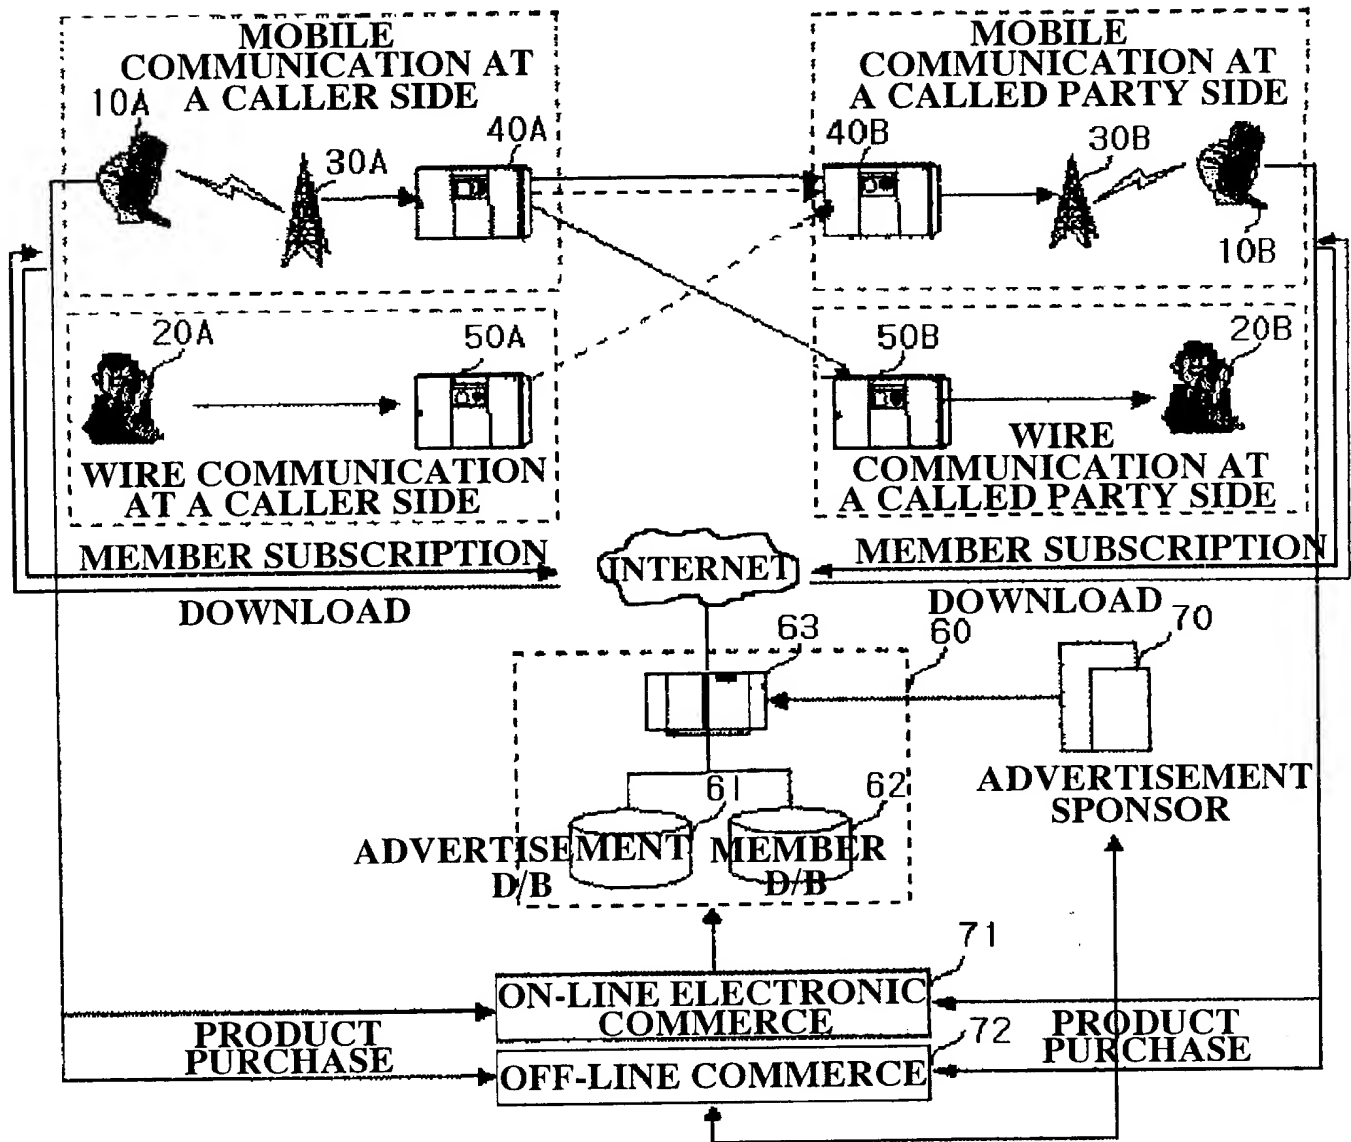 MOBILE
COMMUNICATION AT
A CALLER SIDE
10A
30A
40A
MOBILE
COMMUNICATION AT
A CALLED PARTY SIDE
40B
30B
10B
20A
50A
WIRE COMMUNICATION
AT A CALLER SIDE
50B
20B
WIRE
COMMUNICATION AT
A CALLED PARTY SIDE
MEMBER SUBSCRIPTION
DOWNLOAD
INTERNET
MEMBER SUBSCRIPTION
DOWNLOAD
63
60
70
ADVERTISEMENT
SPONSOR
61
62
ADVERTISEMENT
D/B
MEMBER
D/B
71
ON-LINE ELECTRONIC
COMMERCE
PRODUCT
PURCHASE
72
OFF-LINE COMMERCE
PRODUCT
PURCHASE